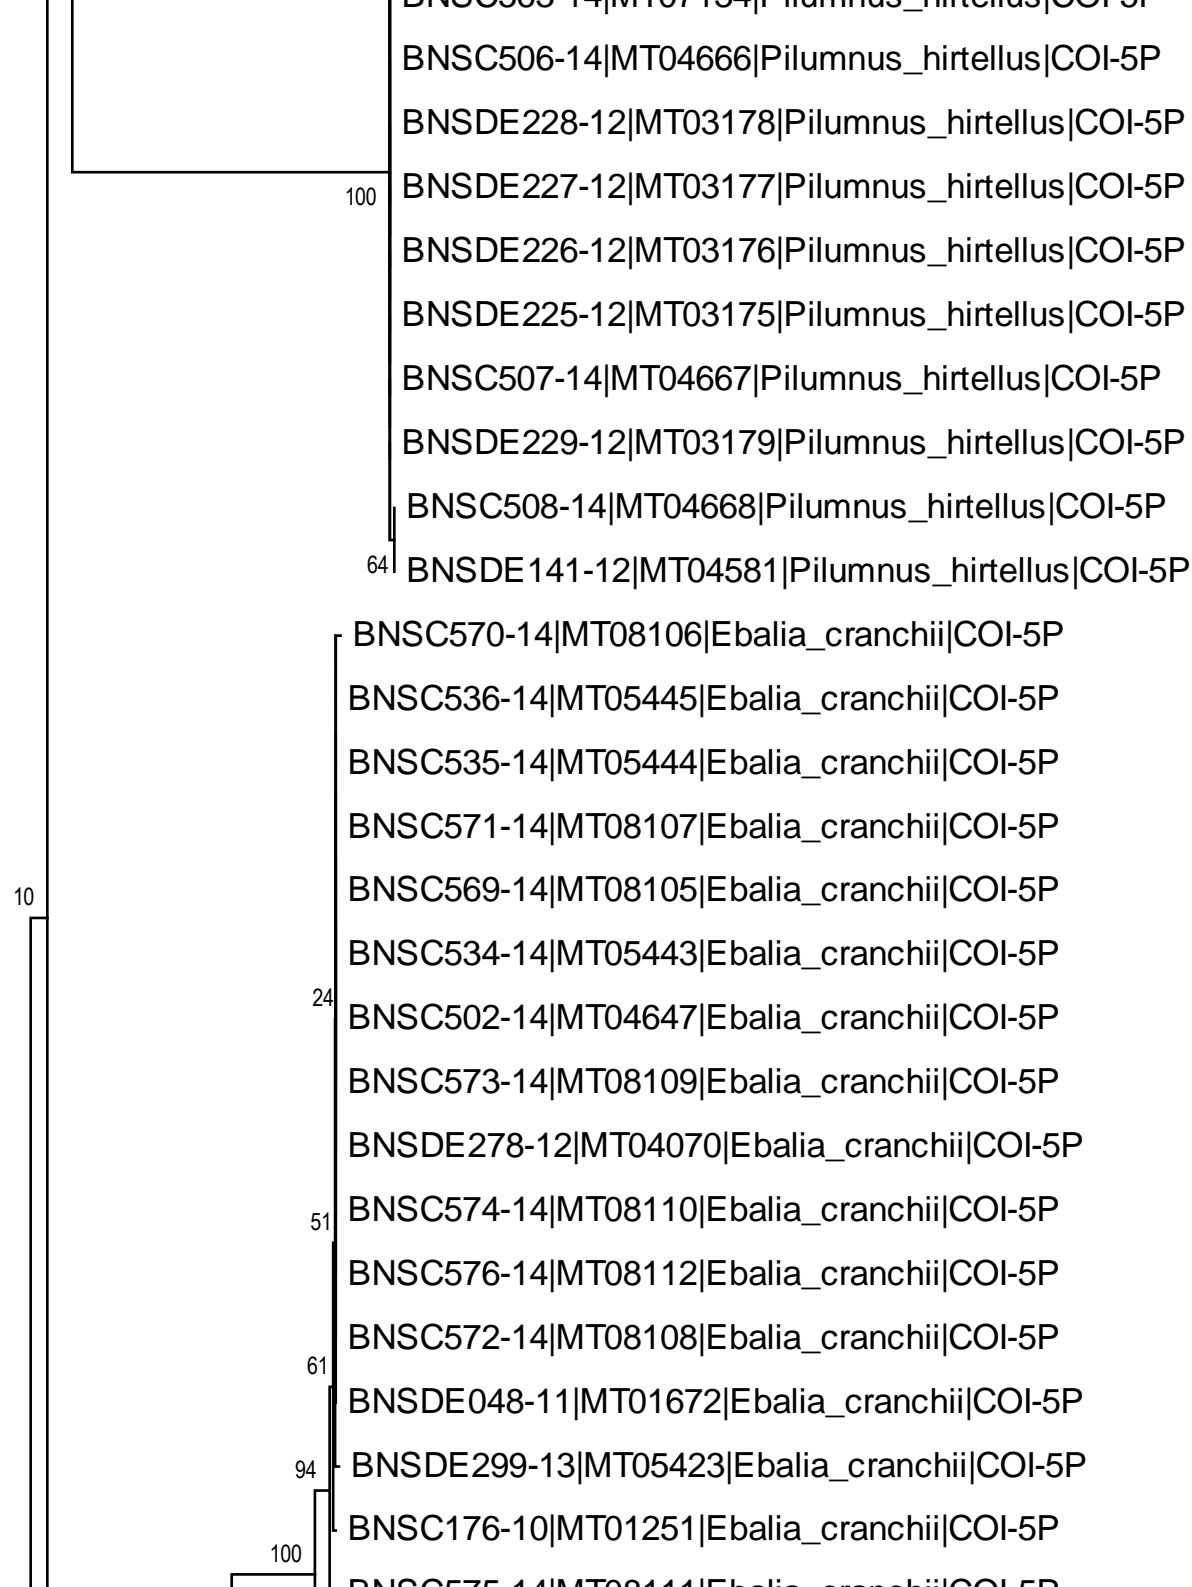 BNSC506-14|MT04666|Pilumnus_hirtellus|COI-5P
BNSDE228-12|MT03178|Pilumnus_hirtellus|COI-5P
BNSDE227-12|MT03177|Pilumnus_hirtellus|COI-5P
100
BNSDE226-12|MT03176|Pilumnus_hirtellus|COI-5P
BNSDE225-12|MT03175|Pilumnus_hirtellus|COI-5P
BNSC507-14|MT04667|Pilumnus_hirtellus|COI-5P
BNSDE229-12|MT03179|Pilumnus_hirtellus|COI-5P
BNSC508-14|MT04668|Pilumnus_hirtellus|COI-5P
64
BNSDE141-12|MT04581|Pilumnus_hirtellus|COI-5P
BNSC570-14|MT08106|Ebalia_cranchii|COI-5P
BNSC536-14|MT05445|Ebalia_cranchii|COI-5P
BNSC535-14|MT05444|Ebalia_cranchii|COI-5P
BNSC571-14|MT08107|Ebalia_cranchii|COI-5P
10
BNSC569-14|MT08105|Ebalia_cranchii|COI-5P
BNSC534-14|MT05443|Ebalia_cranchii|COI-5P
24
BNSC502-14|MT04647|Ebalia_cranchii|COI-5P
BNSC573-14|MT08109|Ebalia_cranchii|COI-5P
BNSDE278-12|MT04070|Ebalia_cranchii|COI-5P
51
BNSC574-14|MT08110|Ebalia_cranchii|COI-5P
BNSC576-14|MT08112|Ebalia_cranchii|COI-5P
BNSC572-14|MT08108|Ebalia_cranchii|COI-5P
61
BNSDE048-11|MT01672|Ebalia_cranchii|COI-5P
94
BNSDE299-13|MT05423|Ebalia_cranchii|COI-5P
BNSC176-10|MT01251|Ebalia_cranchii|COI-5P
100